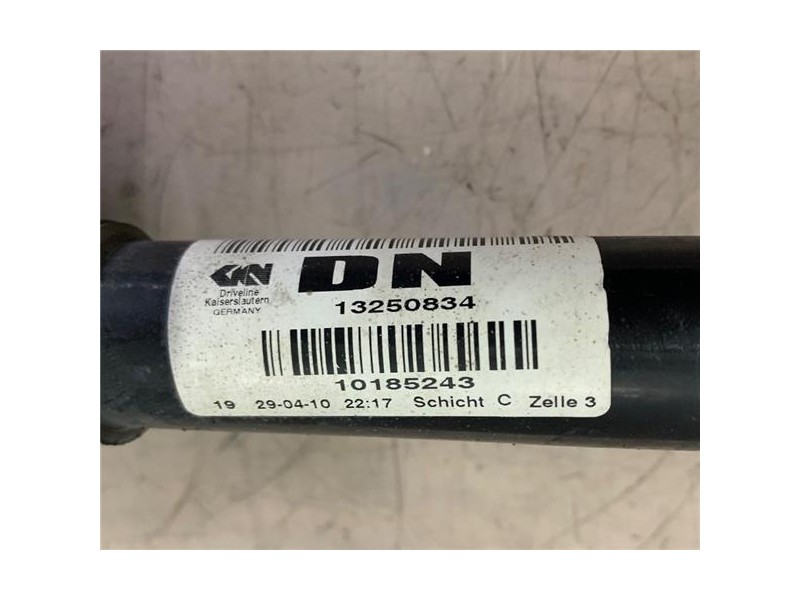 GKN
Driveline
Kaiserslautern
GERMANY
DN
13250834
10185243
19 29-04-10 22:17 Schicht C Zelle 3